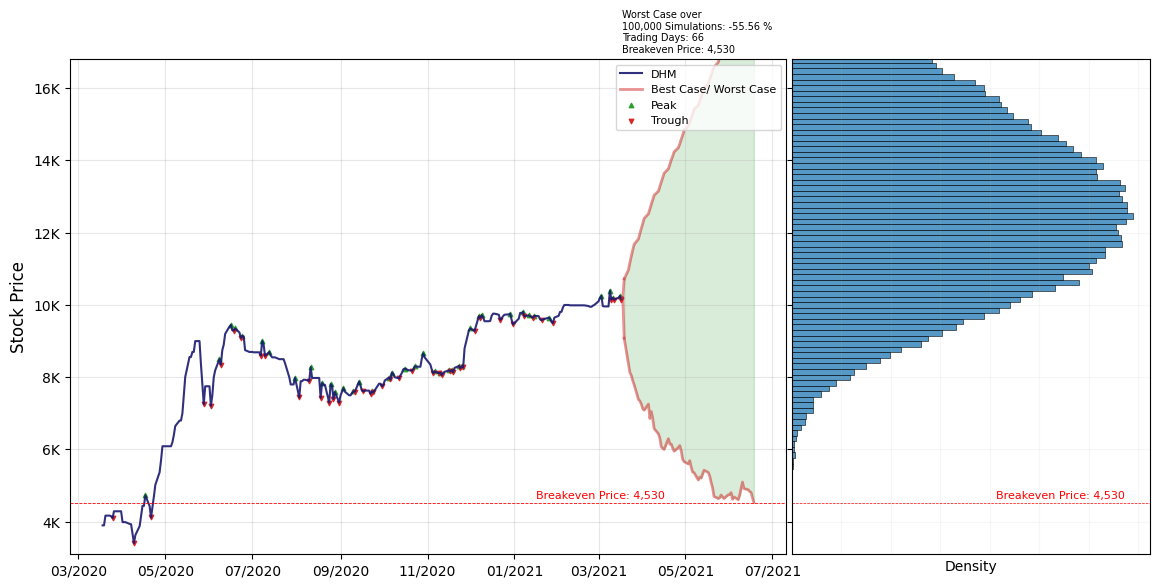 Worst Case over
100,000 Simulations: -55.56 %
Trading Days: 66
Breakeven Price: 4,530
DHM
Best Case/ Worst Case
Peak
Trough
Stock Price
16K
14K
12K
10K
8K
6K
4K
Breakeven Price: 4,530
Breakeven Price: 4,530
03/2020
05/2020
07/2020
09/2020
11/2020
01/2021
03/2021
05/2021
07/2021
Density